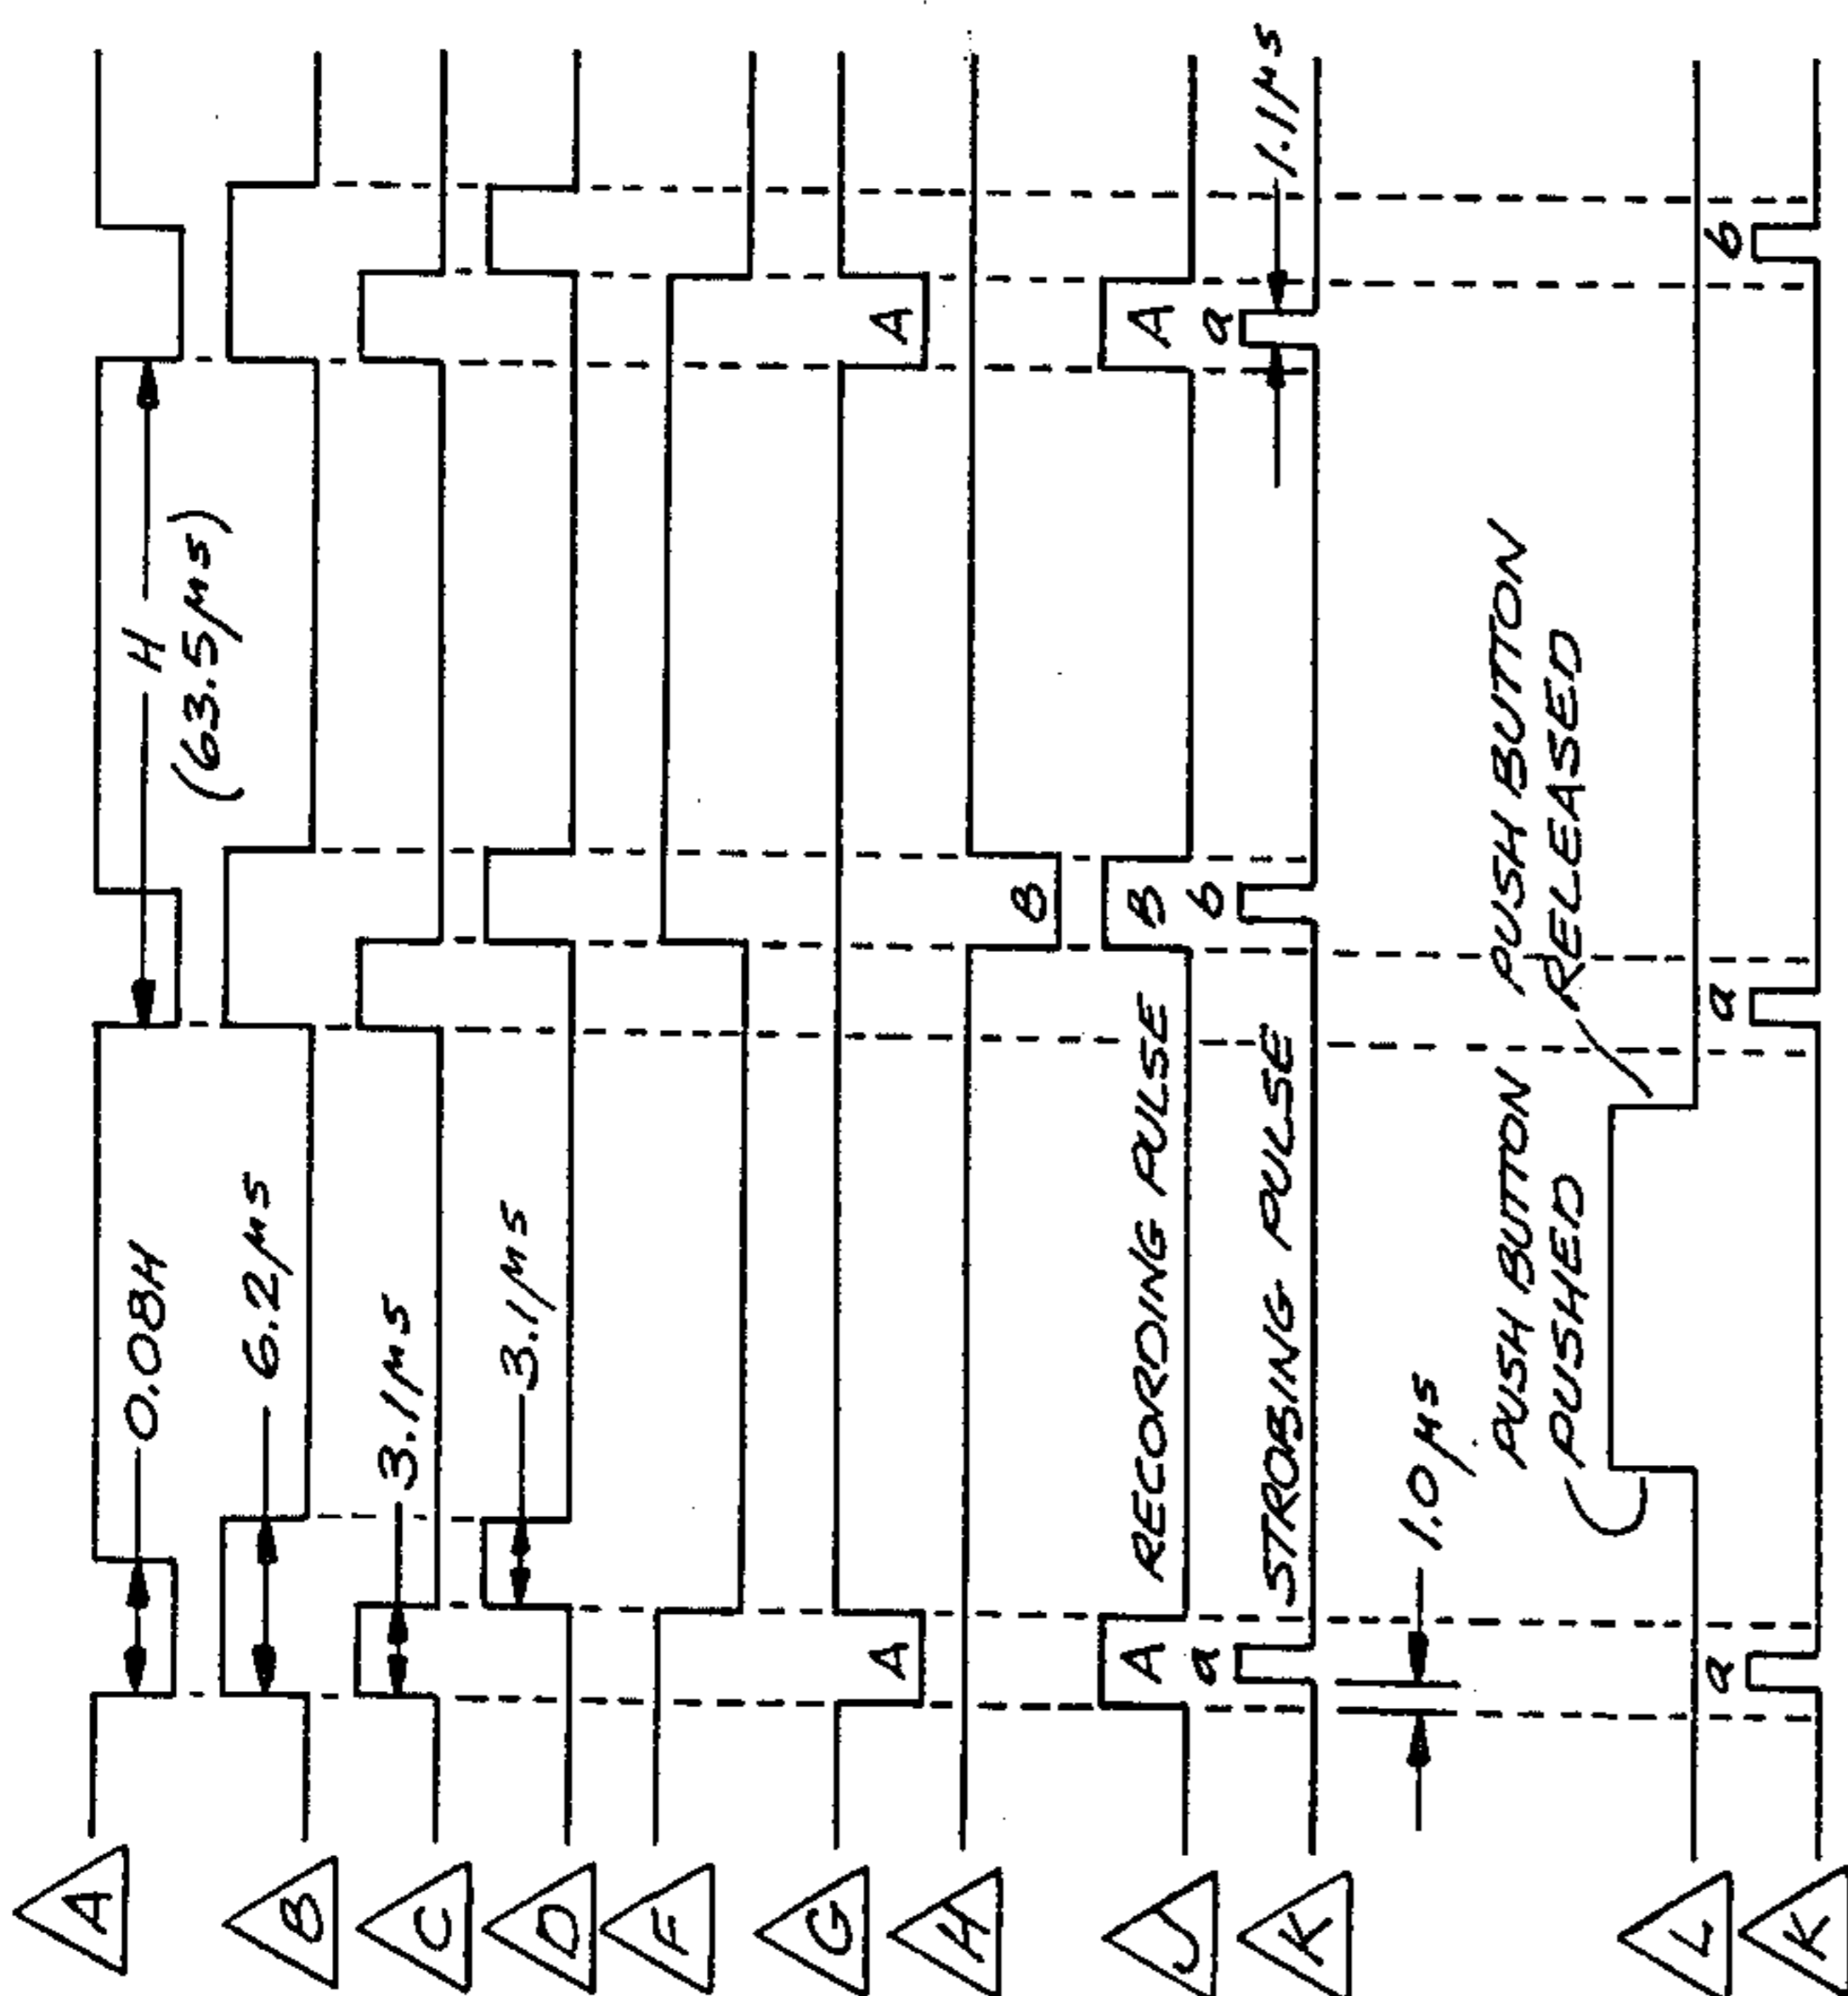 A
0.08H
H
(63.5µs)
B
6.2µs
C
3.1µs
D
3.1µs
F
G
A
A
H
B
J
A
RECORDING PULSE
B
A
K
a
STROBING PULSE
b
a
1.1µs
1.0µs
PUSH BUTTON
PUSHED
PUSH BUTTON
RELEASED
L
K
a
a
b